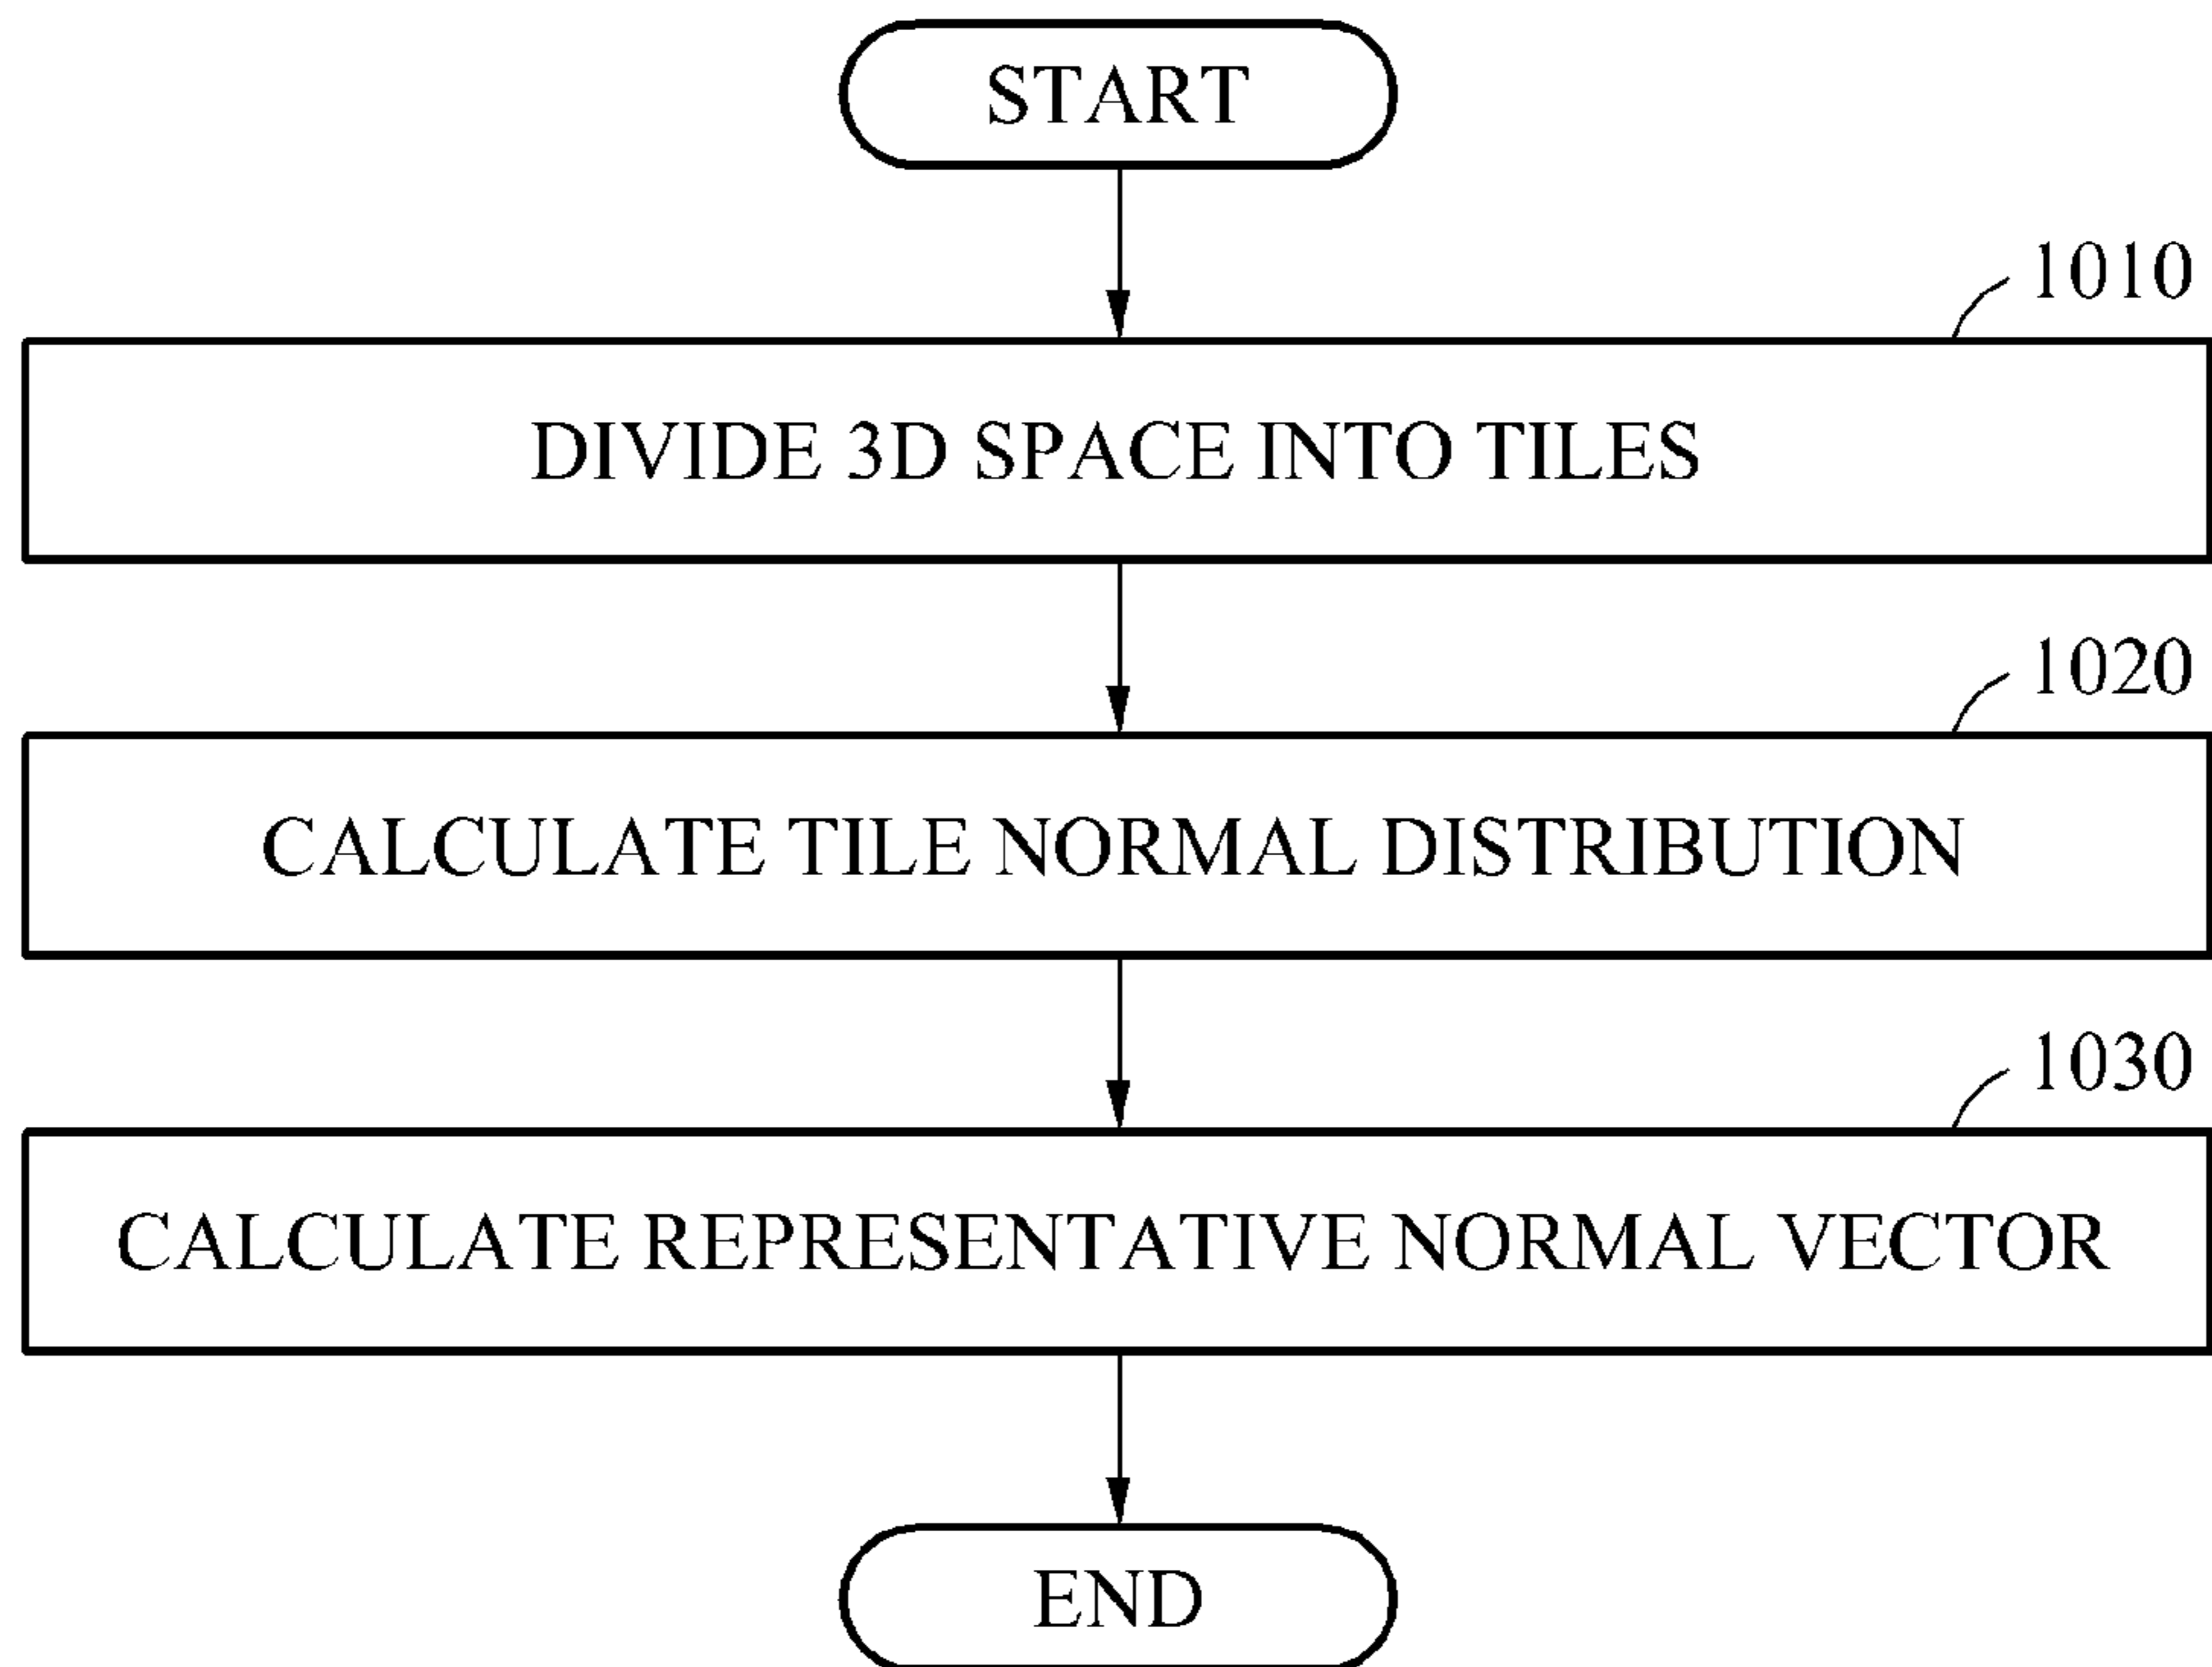 START
1010
DIVIDE 3D SPACE INTO TILES
1020
CALCULATE TILE NORMAL DISTRIBUTION
1030
CALCULATE REPRESENTATIVE NORMAL VECTOR
END